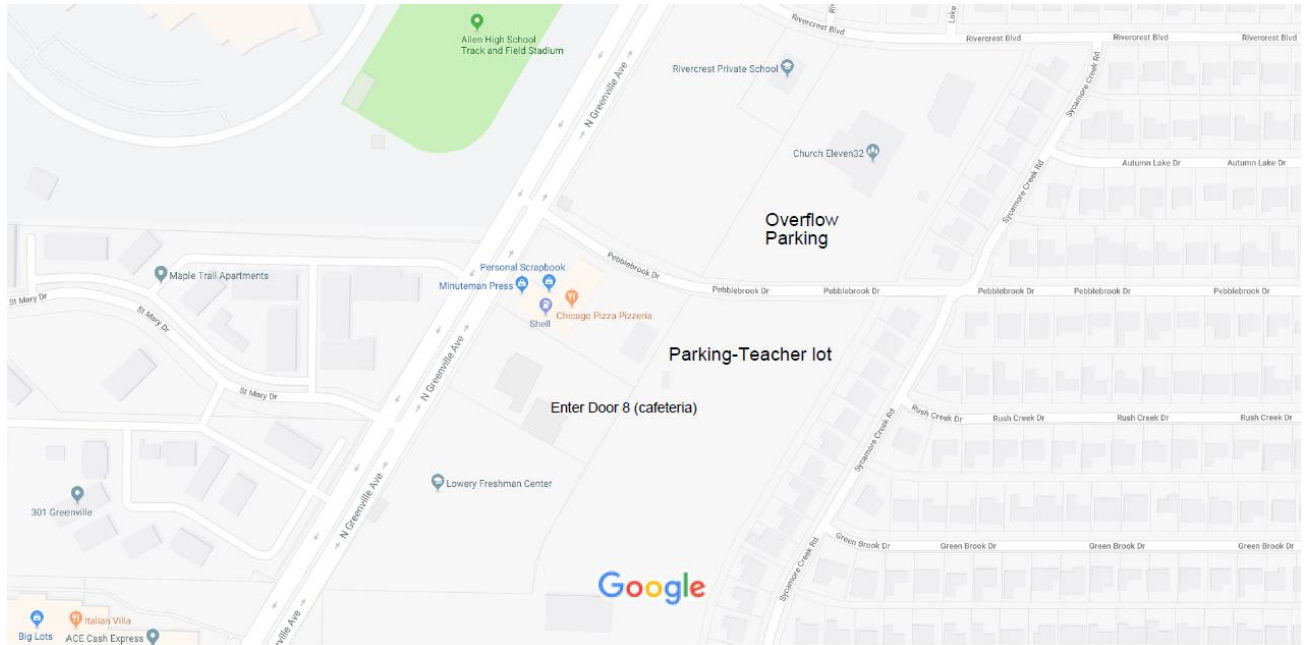 Rivercrest Blvd
Lake
Rivercrest Blvd
Rivercrest Blvd
Rivercrest Blvd
Allen High School
Track and Field Stadium
N Greenville Ave
Rivercrest Private School
Sycamore Creek Rd
Church Eleven32
Autumn Lake Dr
Autumn Lake Dr
Sycamore Creek Rd
Overflow
Parking
Pebblebrook Dr
Maple Trail Apartments
Personal Scrapbook
Minuteman Press
Chicago Pizza Pizzeria
Shell
Pebblebrook Dr
Pebblebrook Dr
Pebblebrook Dr
Pebblebrook Dr
Pebblebrook Dr
St Mary Dr
St Mary Dr
St Mary Dr
Parking-Teacher lot
N Greenville Ave
Enter Door 8 (cafeteria)
Rush Creek Dr
Rush Creek Dr
Rush Creek Dr
Rush Creek Dr
Sycamore Creek Rd
Lowery Freshman Center
301 Greenville
N Greenville Ave
Green Brook Dr
Green Brook Dr
Green Brook Dr
Green Brook Dr
Sycamore Creek Rd
Google
Italian Villa
Big Lots
ACE Cash Express
ville Ave